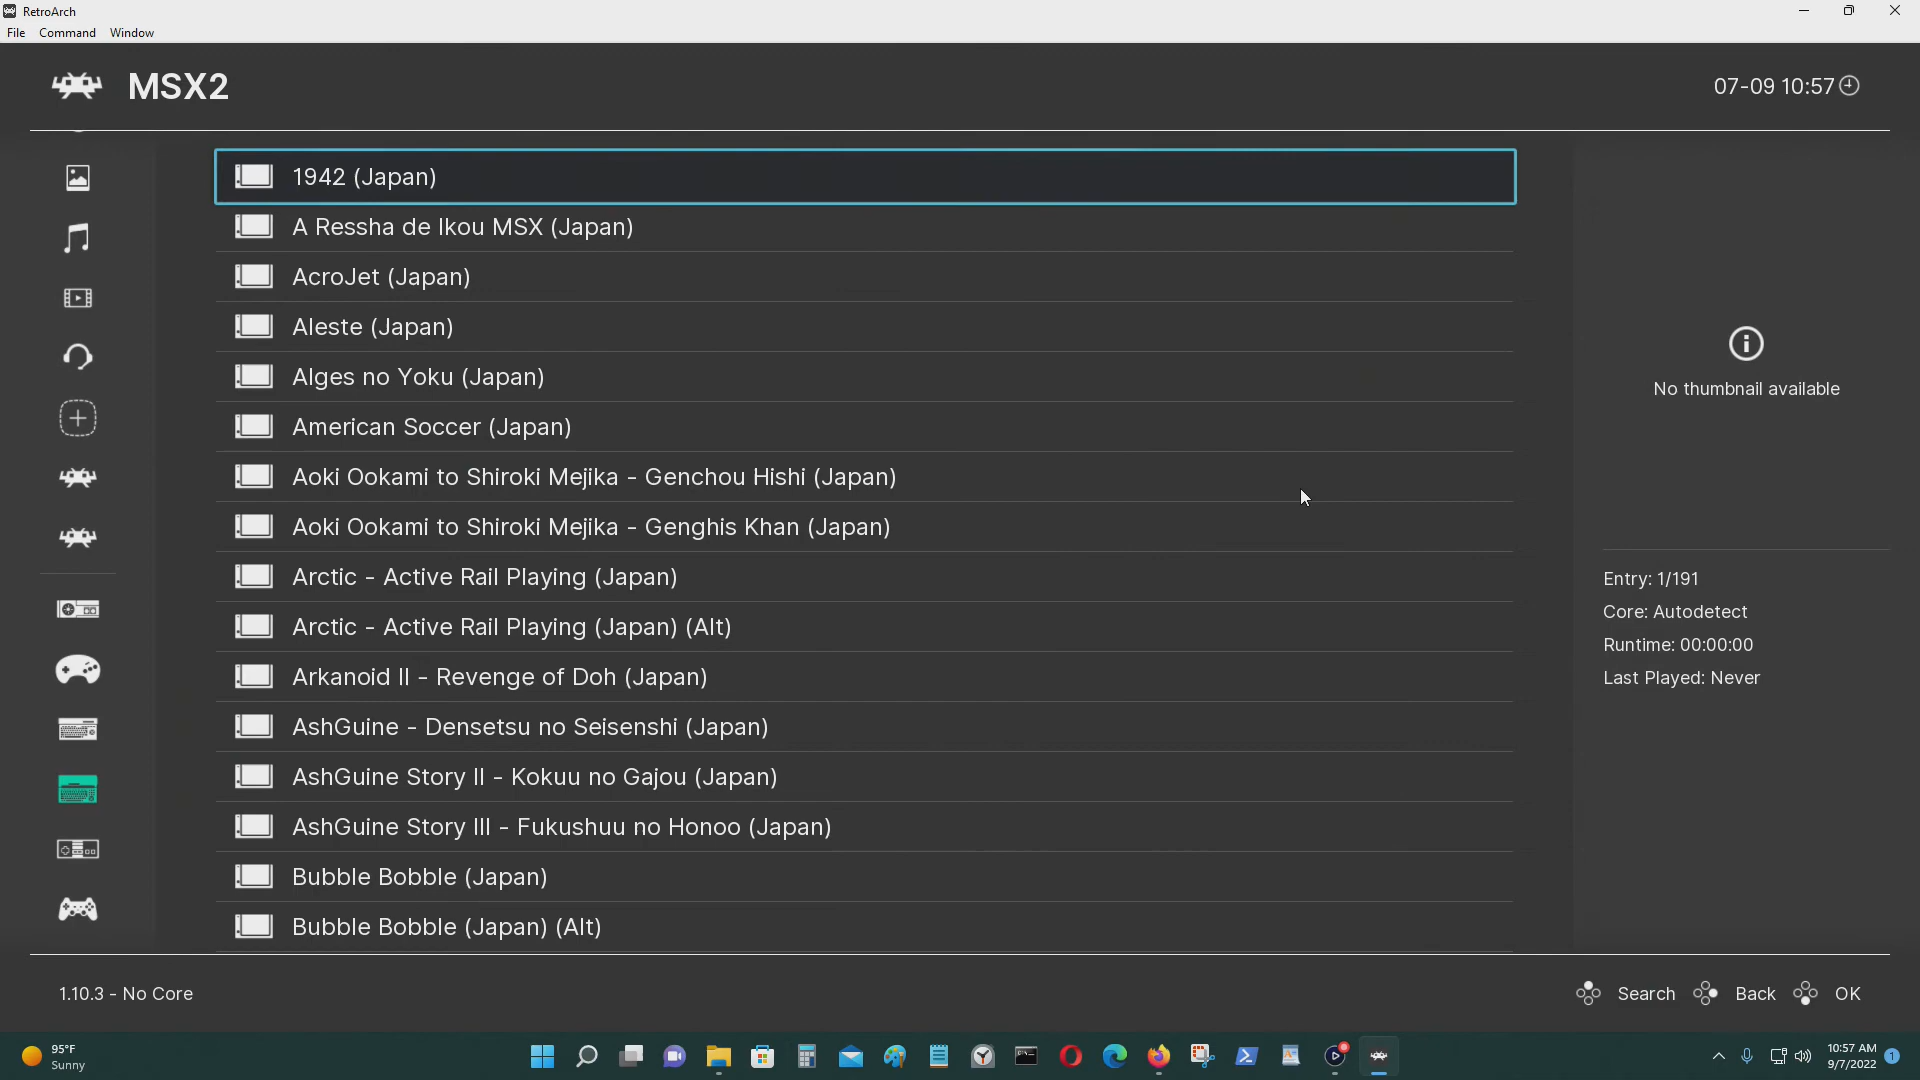 RetroArch
File Command Window
MSX2
07-09 10:57
1942 (Japan)
A Ressha de Ikou MSX (Japan)
AcroJet (Japan)
Aleste (Japan)
Alges no Yoku (Japan)
American Soccer (Japan)
Aoki Ookami to Shiroki Mejika - Genchou Hishi (Japan)
Aoki Ookami to Shiroki Mejika - Genghis Khan (Japan)
Arctic - Active Rail Playing (Japan)
Arctic - Active Rail Playing (Japan) (Alt)
Arkanoid II - Revenge of Doh (Japan)
AshGuine - Densetsu no Seisenshi (Japan)
AshGuine Story II - Kokuu no Gajou (Japan)
AshGuine Story III - Fukushuu no Honoo (Japan)
Bubble Bobble (Japan)
Bubble Bobble (Japan) (Alt)
No thumbnail available
Entry: 1/191
Core: Autodetect
Runtime: 00:00:00
Last Played: Never
1.10.3 - No Core
Search Back OK
95°F
Sunny
10:57 AM
9/7/2022
1